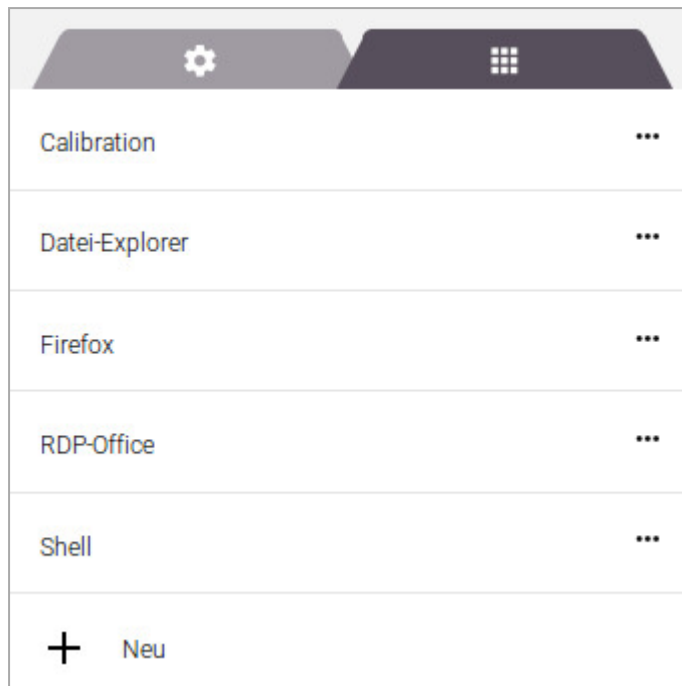 Calibration
Datei-Explorer
Firefox
RDP-Office
Shell
Neu